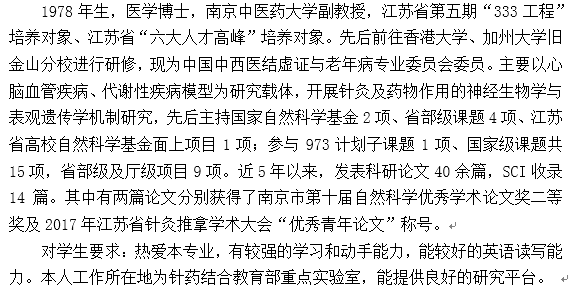 1978 年生，医学博士，南京中医药大学副教授，江苏省第五期“333 工程”
培养对象、江苏省“六大人才高峰”培养对象。先后前往香港大学、加州大学旧
金山分校进行研修，现为中国中西医结虚证与老年病专业委员会委员。主要以心
脑血管疾病、代谢性疾病模型为研究载体，开展针灸及药物作用的神经生物学与
表观遗传学机制研究，先后主持国家自然科学基金 2 项、省部级课题 4 项、江苏
省高校自然科学基金面上项目 1 项；参与 973 计划子课题 1 项、国家级课题共
15 项，省部级及厅级项目 9 项。近 5 年以来，发表科研论文 40 余篇，SCI 收录
14 篇。其中有两篇论文分别获得了南京市第十届自然科学优秀学术论文奖二等
奖及 2017 年江苏省针灸推拿学术大会“优秀青年论文”称号。
对学生要求：热爱本专业，有较强的学习和动手能力，能较好的英语读写能
力。本人工作所在地为针药结合教育部重点实验室，能提供良好的研究平台。